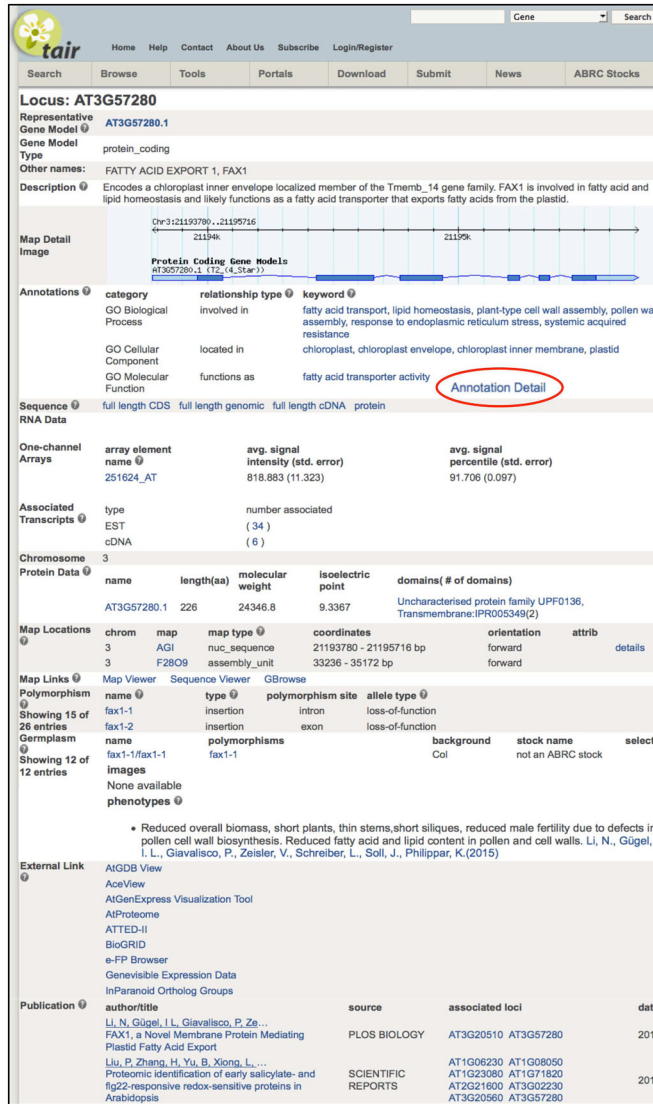 Gene Search
tair
Home Help Contact About Us Subscribe Login/Register
Search Browse Tools Portals Download Submit News ABRC Stocks
Locus: AT3G57280
Representative
Gene Model AT3G57280.1
Gene Model
Type protein_coding
Other names: FATTY ACID EXPORT 1, FAX1
Description Encodes a chloroplast inner envelope localized member of the Tmemb_14 gene family. FAX1 is involved in fatty acid and
lipid homeostasis and likely functions as a fatty acid transporter that exports fatty acids from the plastid.
Map Detail
Image
Chr3:21193780..21195716
21194k 21195k
Protein Coding Gene Models
AT3G57280.1 (T2_(4_Star))
Annotations category relationship type keyword
GO Biological
Process involved in fatty acid transport, lipid homeostasis, plant-type cell wall assembly, pollen wa
assembly, response to endoplasmic reticulum stress, systemic acquired
resistance
GO Cellular
Component located in chloroplast, chloroplast envelope, chloroplast inner membrane, plastid
GO Molecular
Function functions as fatty acid transporter activity
Annotation Detail
Sequence full length CDS full length genomic full length cDNA protein
RNA Data
One-channel
Arrays
array element
name
avg. signal
intensity (std. error)
avg. signal
percentile (std. error)
251624_AT 818.883 (11.323) 91.706 (0.097)
Associated
Transcripts
type number associated
EST ( 34 )
cDNA ( 6 )
Chromosome 3
Protein Data name length(aa) molecular
weight
isoelectric
point
domains( # of domains)
AT3G57280.1 226 24346.8 9.3367 Uncharacterised protein family UPF0136,
Transmembrane:IPR005349(2)
Map Locations chrom map map type coordinates orientation attrib
3 AGI nuc_sequence 21193780 - 21195716 bp forward details
3 F28O9 assembly_unit 33236 - 35172 bp forward
Map Links Map Viewer Sequence Viewer GBrowse
Polymorphism name type polymorphism site allele type
Showing 15 of
26 entries
fax1-1 insertion intron loss-of-function
fax1-2 insertion exon loss-of-function
Germplasm name polymorphisms background stock name select
Showing 12 of
12 entries
fax1-1/fax1-1 fax1-1 Col not an ABRC stock
images
None available
phenotypes
• Reduced overall biomass, short plants, thin stems,short siliques, reduced male fertility due to defects in
pollen cell wall biosynthesis. Reduced fatty acid and lipid content in pollen and cell walls. Li, N., Gügel,
I. L., Giavalisco, P., Zeisler, V., Schreiber, L., Soll, J., Philippar, K.(2015)
External Link AtGDB View
AceView
AtGenExpress Visualization Tool
AtProteome
ATTED-II
BioGRID
e-FP Browser
Genevisible Expression Data
InParanoid Ortholog Groups
Publication author/title source associated loci dat
Li, N, Gügel, I L, Giavalisco, P, Ze...
FAX1, a Novel Membrane Protein Mediating
Plastid Fatty Acid Export
PLOS BIOLOGY AT3G20510 AT3G57280 201
Liu, P, Zhang, H, Yu, B, Xiong, L, ...
Proteomic identification of early salicylate- and
flg22-responsive redox-sensitive proteins in
Arabidopsis
SCIENTIFIC
REPORTS
AT1G06230 AT1G08050
AT1G23080 AT1G71820
AT2G21600 AT3G02230
AT3G20560 AT3G57280
201